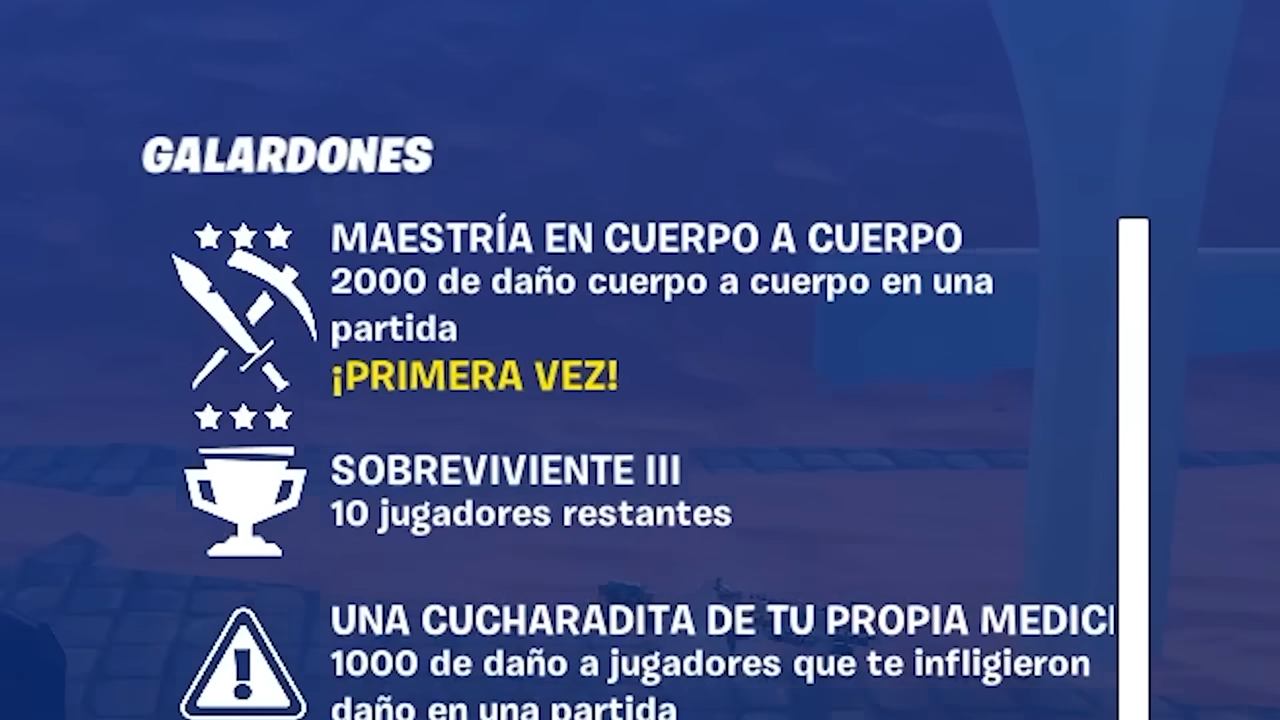 GALARDONES
MAESTRÍA EN CUERPO A CUERPO
2000 de daño cuerpo a cuerpo en una
partida
¡PRIMERA VEZ!
SOBREVIVIENTE III
10 jugadores restantes
UNA CUCHARADITA DE TU PROPIA MEDICI
1000 de daño a jugadores que te infligieron
daño en una partida